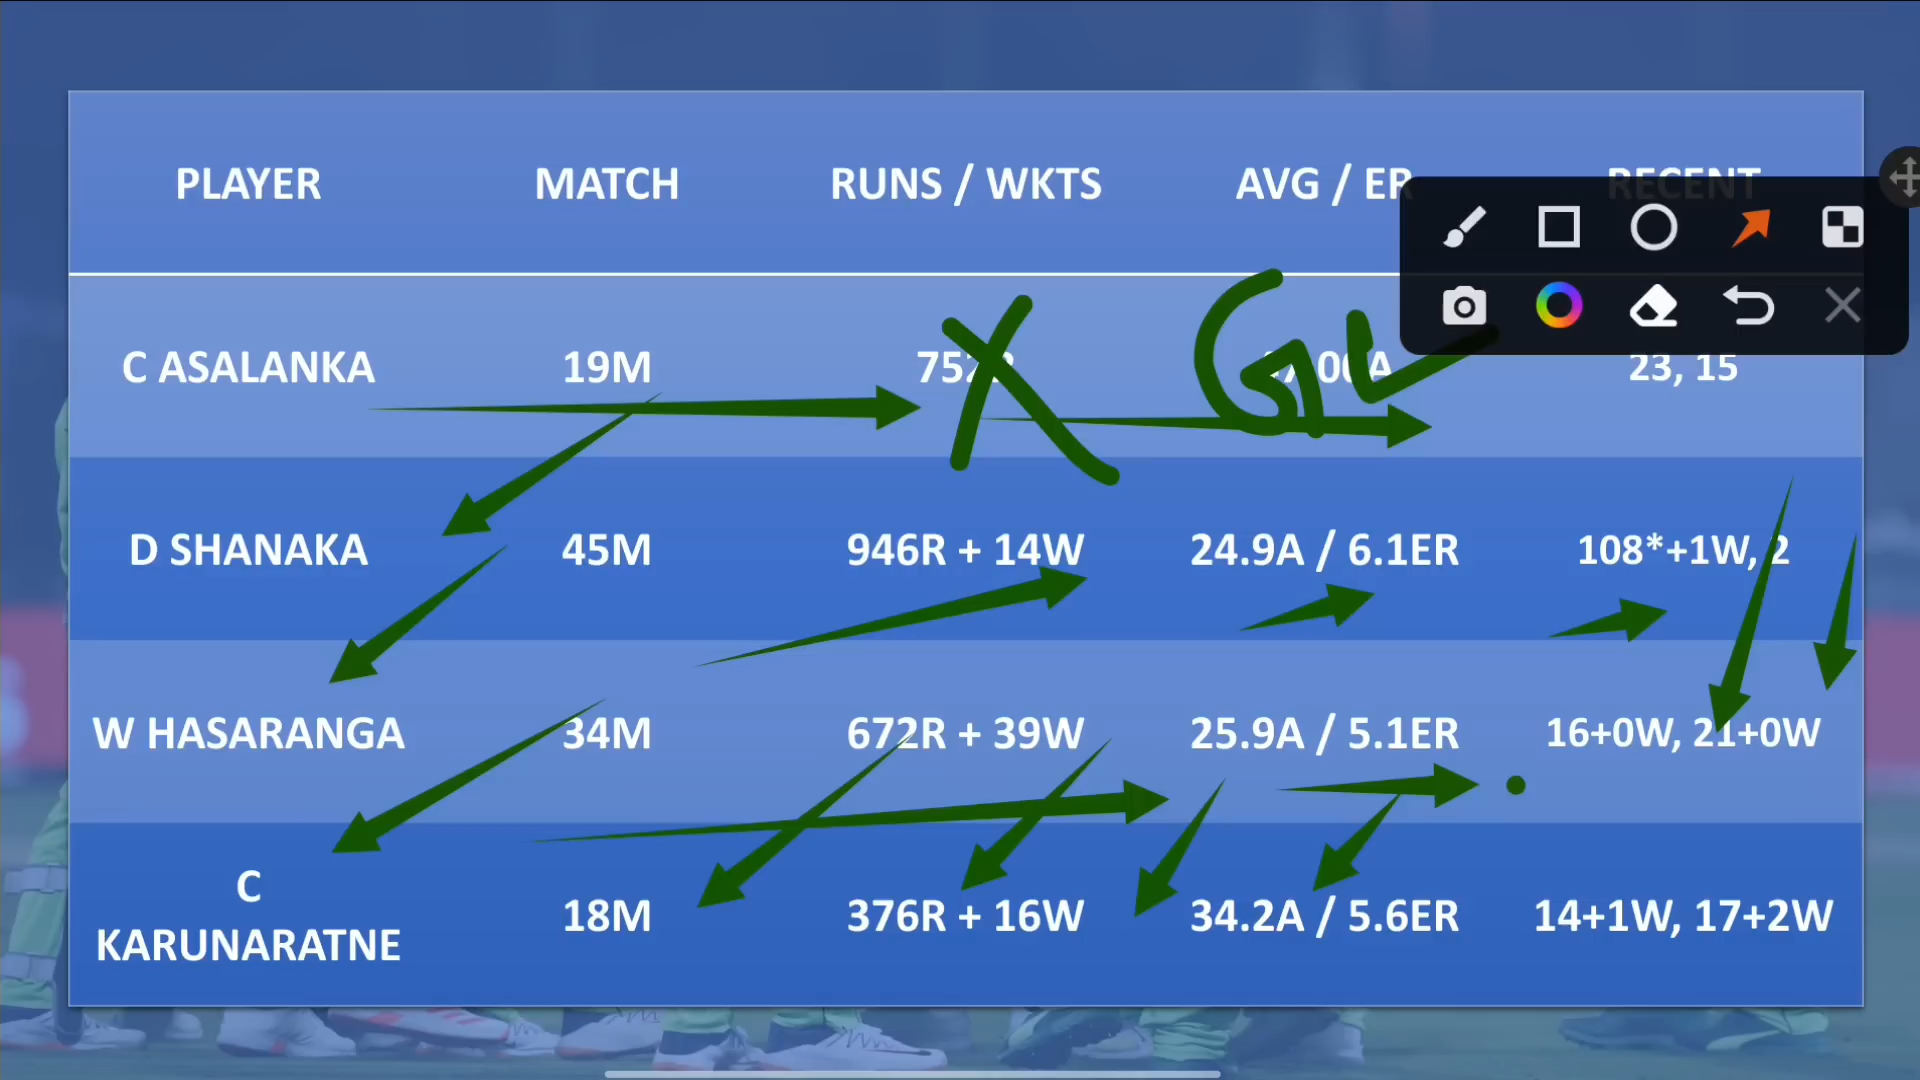 PLAYER MATCH RUNS / WKTS AVG / ER RECENT
C ASALANKA 19M 23, 15
D SHANAKA 45M 946R + 14W 24.9A / 6.1ER 108*+1W, 2
W HASARANGA 34M 672R + 39W 25.9A / 5.1ER 16+0W, 21+0W
C
KARUNARATNE 18M 376R + 16W 34.2A / 5.6ER 14+1W, 17+2W